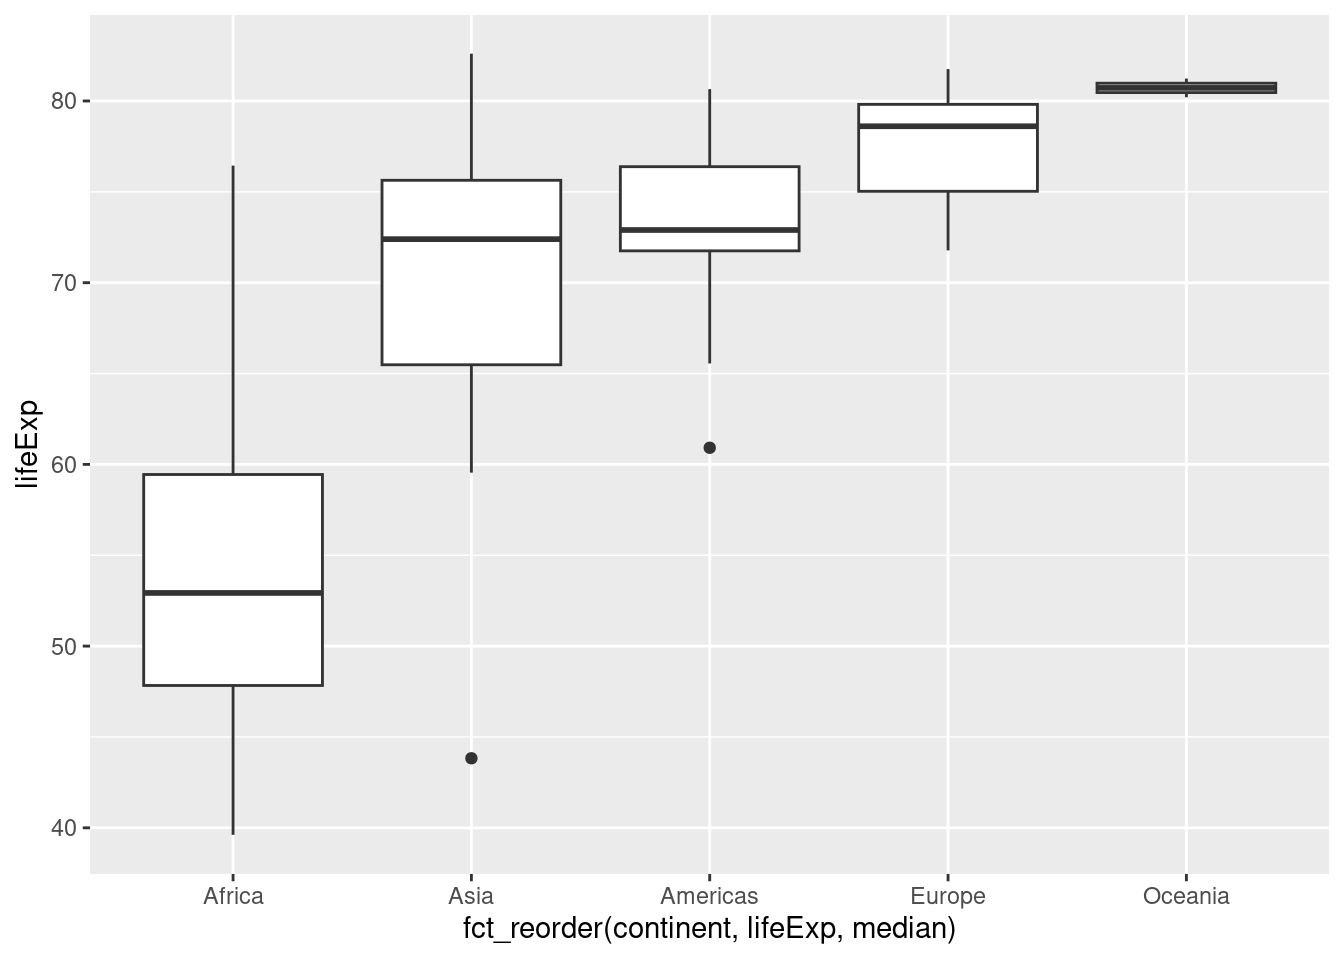 80
70
60
50
40
lifeExp
Africa
Asia
Americas
Europe
Oceania
fct_reorder(continent, lifeExp, median)